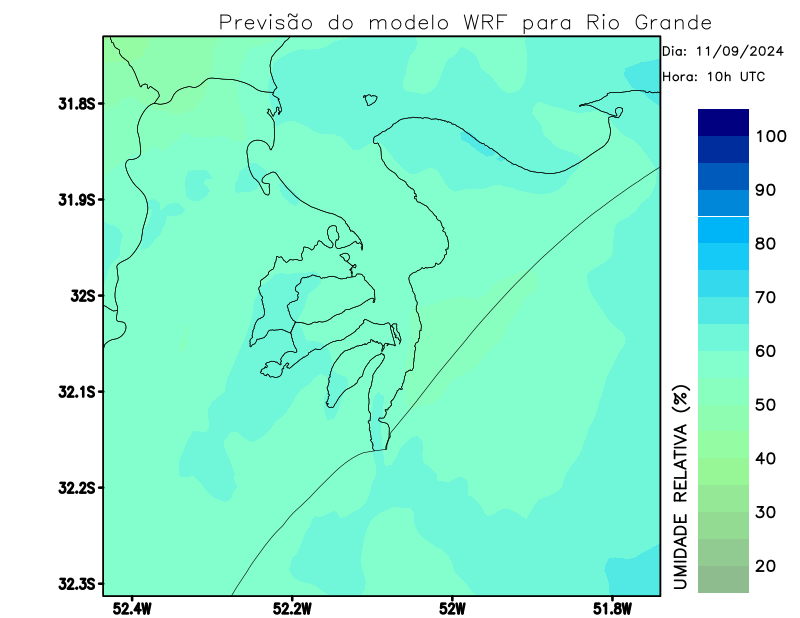 Previsão do modelo WRF para Rio Grande
Dia: 11/09/2024
Hora: 10h UTC
31.8S
31.9S
32S
32.1S
32.2S
32.3S
52.4W
52.2W
52W
51.8W
100
90
80
70
60
50
40
30
20
UMIDADE RELATIVA (%)